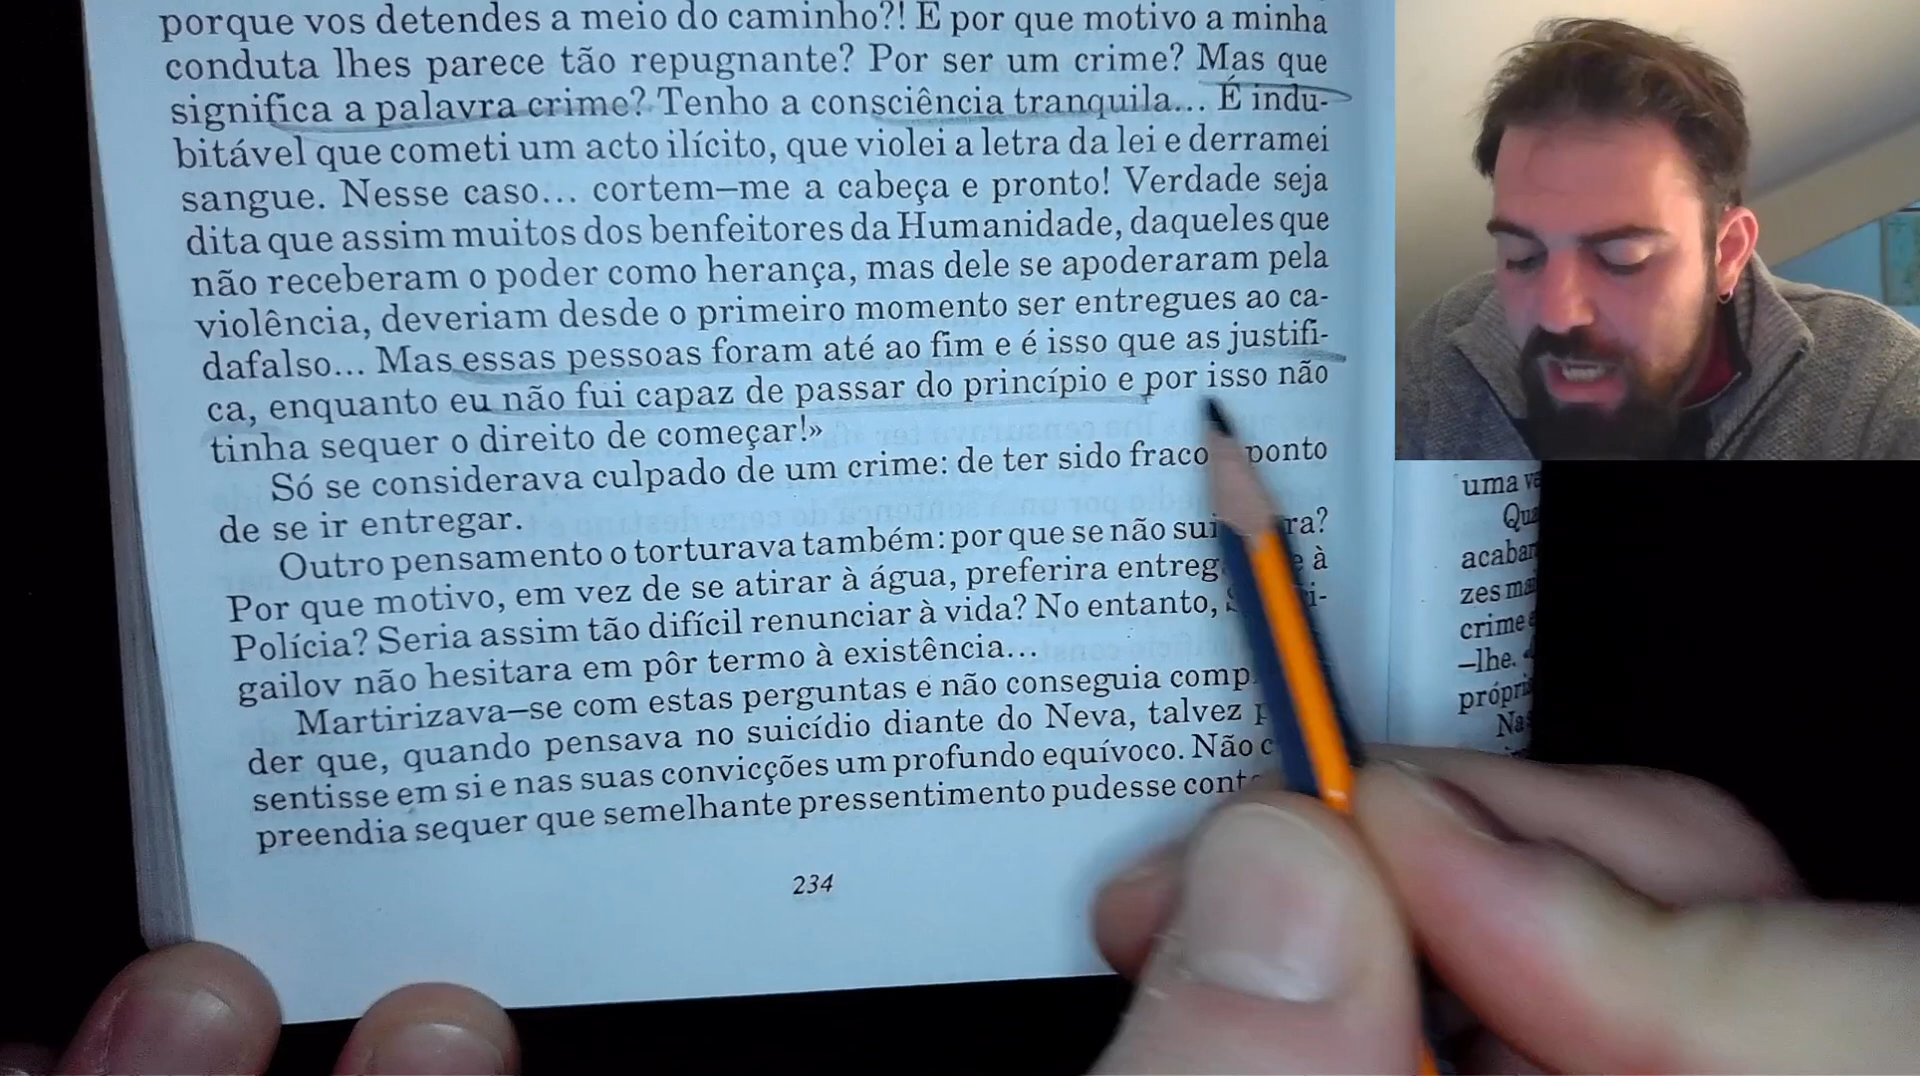 porque vos detendes a meio do caminho?! E por que motivo a minha
conduta lhes parece tão repugnante? Por ser um crime? Mas que
significa a palavra crime? Tenho a consciência tranquila... É indu-
bitável que cometi um acto ilícito, que violei a letra da lei e derramei
sangue. Nesse caso... cortem–me a cabeça e pronto! Verdade seja
dita que assim muitos dos benfeitores da Humanidade, daqueles que
não receberam o poder como herança, mas dele se apoderaram pela
violência, deveriam desde o primeiro momento ser entregues ao ca-
dafalso... Mas essas pessoas foram até ao fim e é isso que as justifi-
ca, enquanto eu não fui capaz de passar do princípio e por isso não
tinha sequer o direito de começar!»
Só se considerava culpado de um crime: de ter sido fraco ponto
de se ir entregar.
Outro pensamento o torturava também: por que se não
Por que motivo, em vez de se atirar à água, preferira à
Polícia? Seria assim tão difícil renunciar à vida? No entanto,
gailov não hesitara em pôr termo à existência...
Martirizava–se com estas perguntas e não conseguia
der que, quando pensava no suicídio diante do Neva, talvez
sentisse em si e nas suas convicções um profundo equívoco. Não
preendia sequer que semelhante pressentimento pudesse
234
uma
acabar
crime
–lhe.